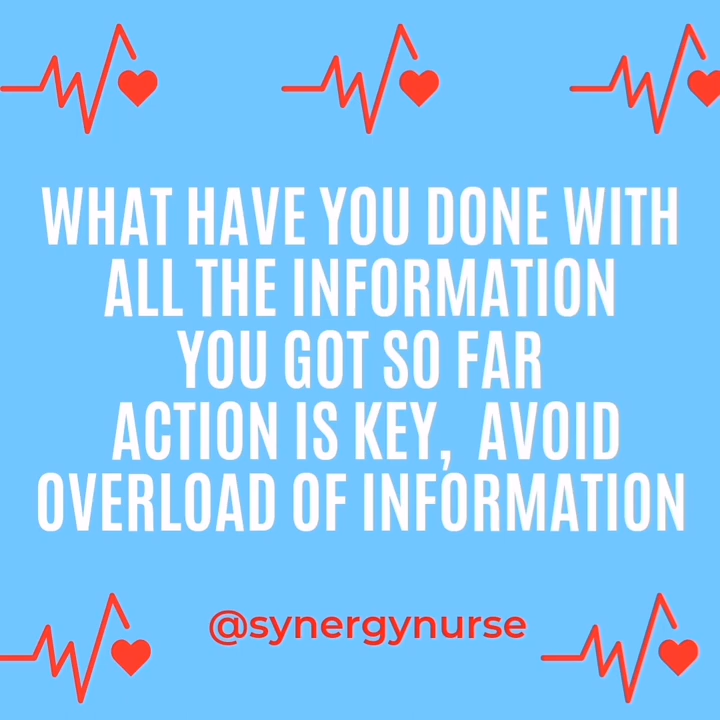 WHAT HAVE YOU DONE WITH
ALL THE INFORMATION
YOU GOT SO FAR
ACTION IS KEY, AVOID
OVERLOAD OF INFORMATION
@synergynurse